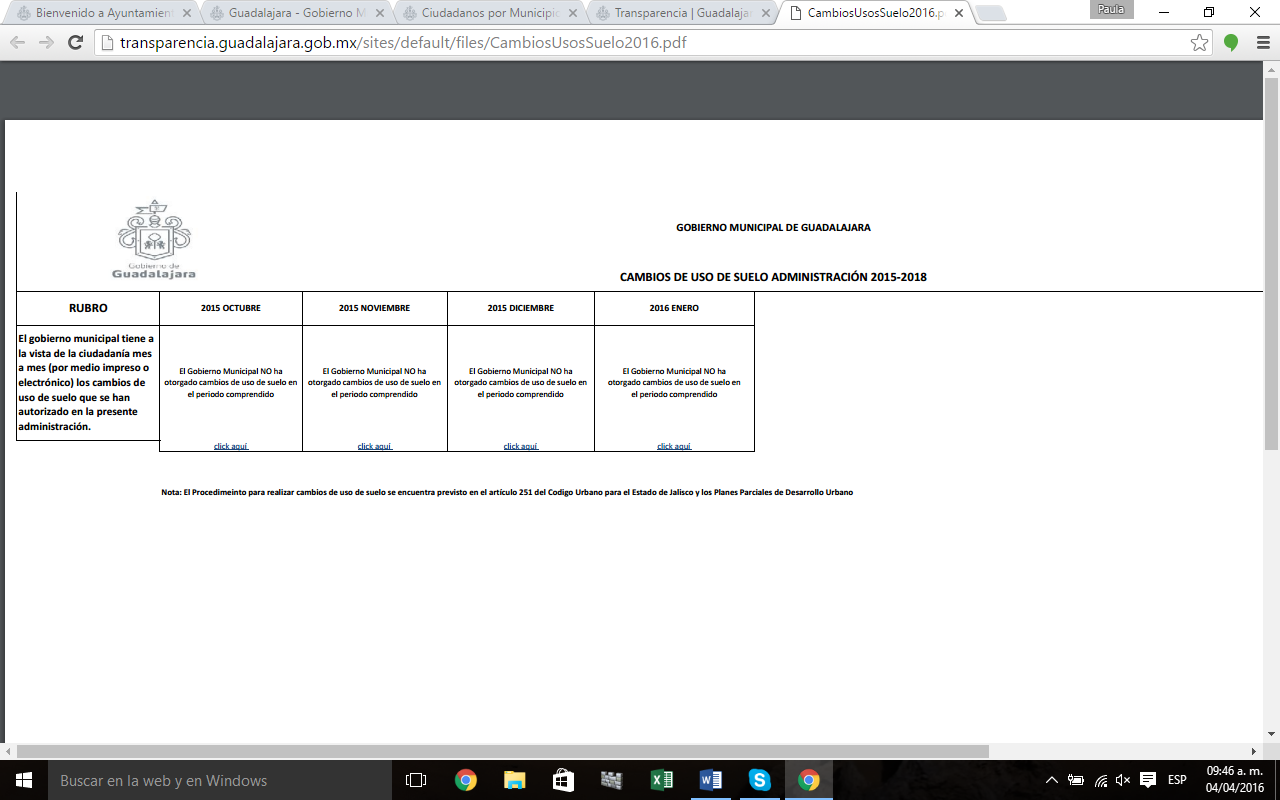 Bienvenido a Ayuntamient
Guadalajara - Gobierno M
Ciudadanos por Municipio
Transparencia | Guadalaja
CambiosUsosSuelo2016.p
Paula
transparencia.guadalajara.gob.mx/sites/default/files/CambiosUsosSuelo2016.pdf
Gobierno de
Guadalajara
GOBIERNO MUNICIPAL DE GUADALAJARA
CAMBIOS DE USO DE SUELO ADMINISTRACIÓN 2015-2018
RUBRO
2015 OCTUBRE
2015 NOVIEMBRE
2015 DICIEMBRE
2016 ENERO
El gobierno municipal tiene a
la vista de la ciudadanía mes
a mes (por medio impreso o
electrónico) los cambios de
uso de suelo que se han
autorizado en la presente
administración.
El Gobierno Municipal NO ha
otorgado cambios de uso de suelo en
el periodo comprendido
click aquí
El Gobierno Municipal NO ha
otorgado cambios de uso de suelo en
el periodo comprendido
click aquí
El Gobierno Municipal NO ha
otorgado cambios de uso de suelo en
el periodo comprendido
click aquí
El Gobierno Municipal NO ha
otorgado cambios de uso de suelo en
el periodo comprendido
click aquí
Nota: El Procedimeinto para realizar cambios de uso de suelo se encuentra previsto en el artículo 251 del Codigo Urbano para el Estado de Jalisco y los Planes Parciales de Desarrollo Urbano
Buscar en la web y en Windows
ESP
09:46 a. m.
04/04/2016